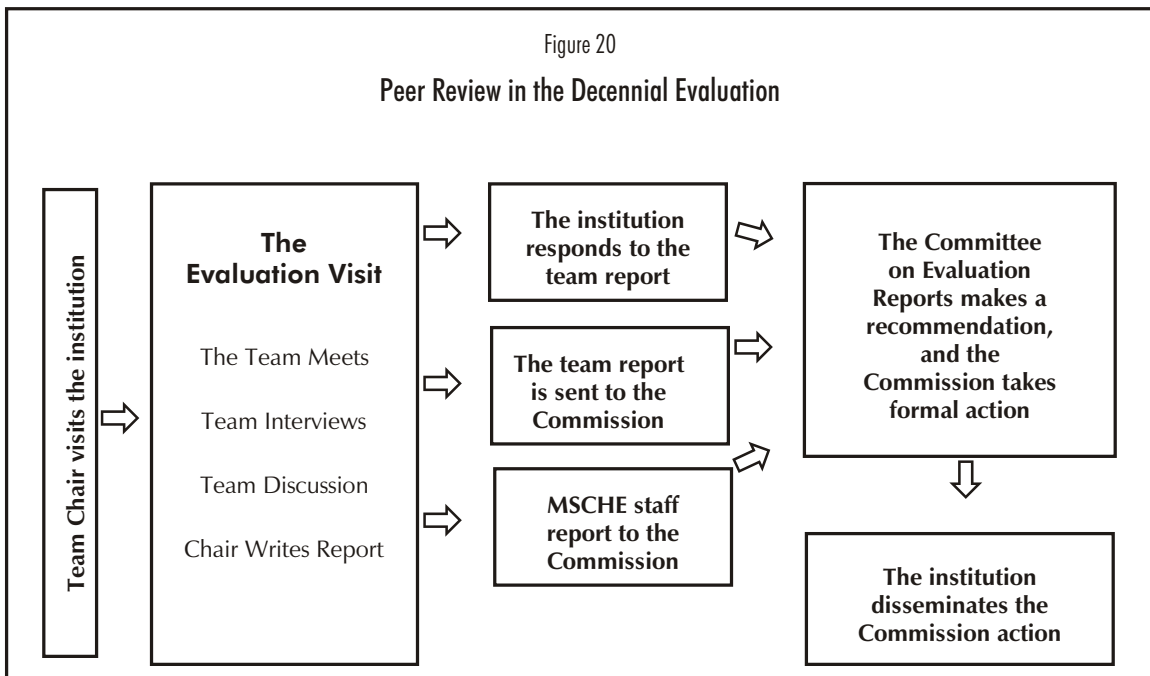 Figure 20
Peer Review in the Decennial Evaluation
Team Chair visits the institution
The
Evaluation Visit
The Team Meets
Team Interviews
Team Discussion
Chair Writes Report
The institution
responds to the
team report
The team report
is sent to the
Commission
MSCHE staff
report to the
Commission
The Committee
on Evaluation
Reports makes a
recommendation,
and the
Commission takes
formal action
The institution
disseminates the
Commission action